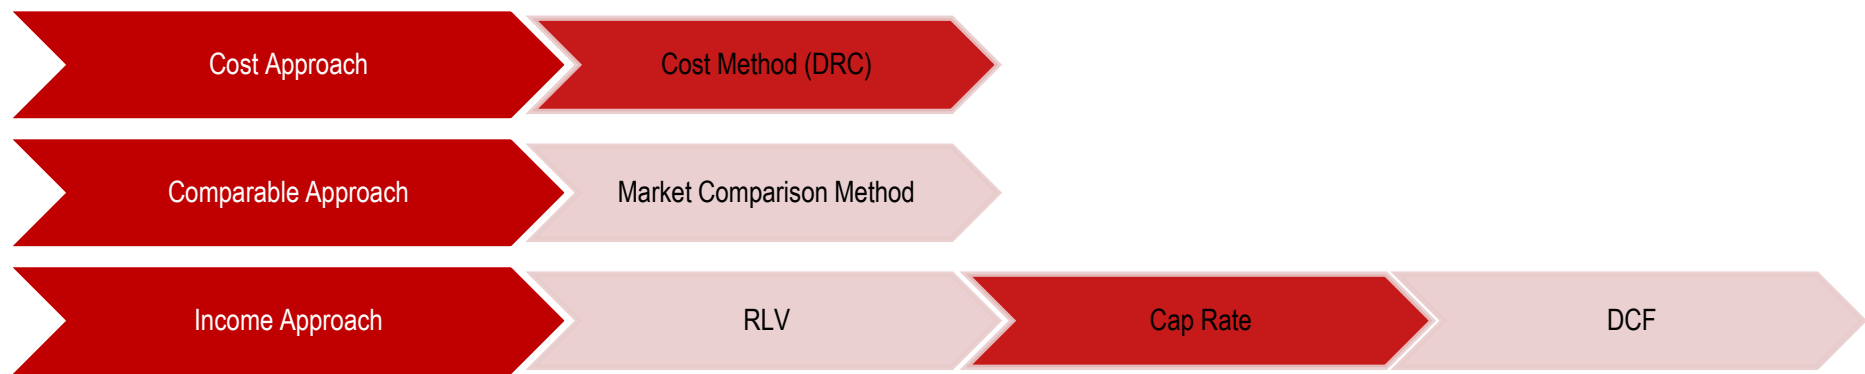 Cost Approach
Cost Method (DRC)
Comparable Approach
Market Comparison Method
Income Approach
RLV
Cap Rate
DCF